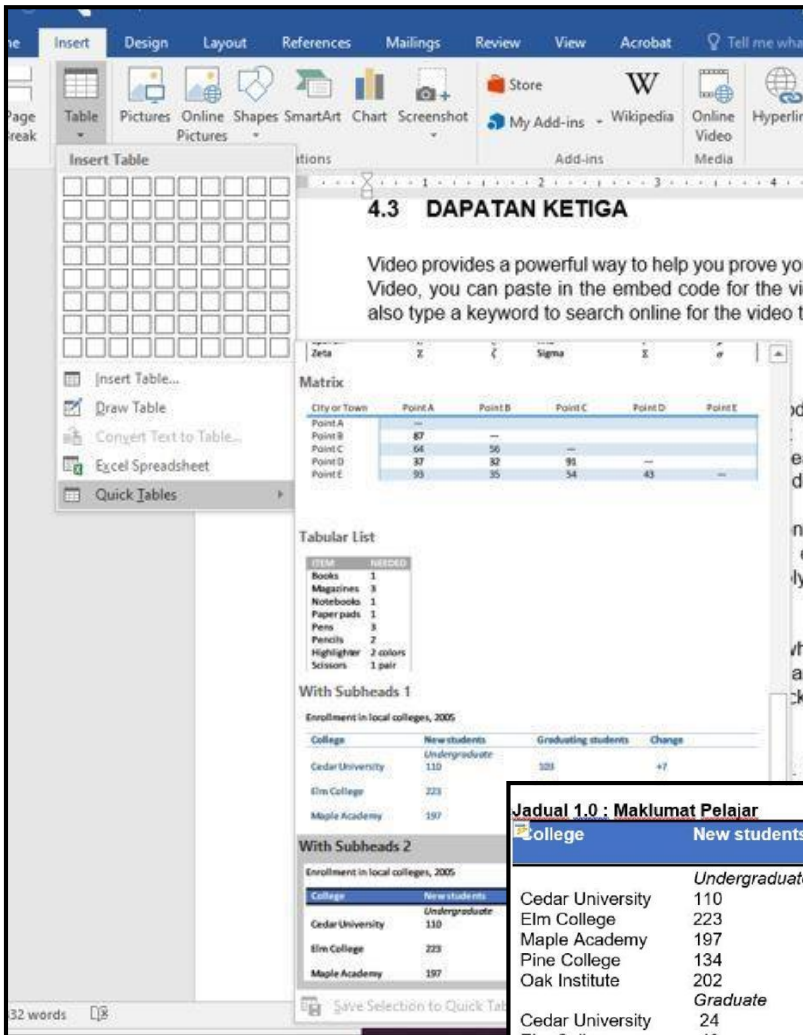 Insert Design Layout References Mailings Review View Acrobat Tell me wha
Page Break Table Pictures Online Pictures Shapes SmartArt Chart Screenshot Store My Add-ins Wikipedia Online Video
Add-ins Media
Insert Table
Insert Table...
Draw Table
Convert Text to Table...
Excel Spreadsheet
Quick Tables
1 2 3 4
4.3 DAPATAN KETIGA
Video provides a powerful way to help you prove
Video, you can paste in the embed code for the
also type a keyword to search online for the video
Zeta Z ζ Sigma Σ σ
Matrix
City or Town Point A Point B Point C Point D Point E
Point A —
Point B 87 —
Point C 64 56 —
Point D 37 32 91 —
Point E 93 35 54 43 —
Tabular List
ITEM NEEDED
Books 1
Magazines 3
Notebooks 1
Paper pads 1
Pens 3
Pencils 2
Highlighter 2 colors
Scissors 1 pair
With Subheads 1
Enrollment in local colleges, 2005
College New students Graduating students Change
Undergraduate
Cedar University 110 103 +7
Elm College 223
Maple Academy 197
With Subheads 2
Enrollment in local colleges, 2005
College New students
Undergraduate
Cedar University 110
Elm College 223
Maple Academy 197
Save Selection to Quick
32 words
Jadual 1.0 : Maklumat Pelajar
College New students
Undergraduate
Cedar University 110
Elm College 223
Maple Academy 197
Pine College 134
Oak Institute 202
Graduate
Cedar University 24